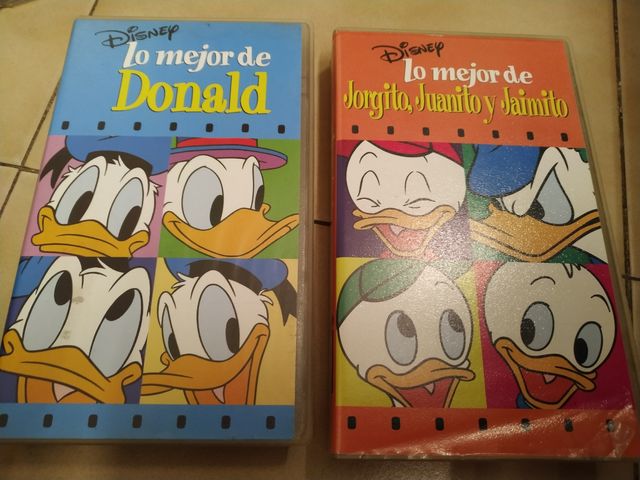 Disney
lo mejor de
Donald
Disney
lo mejor de
Jorgito, Juanito y Jaimito